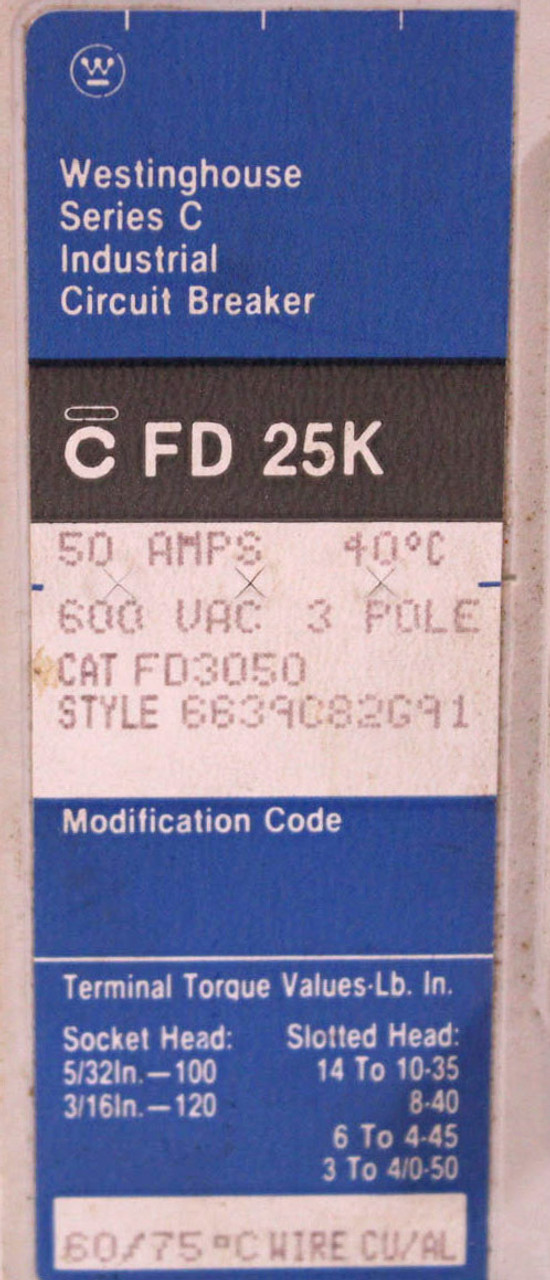 W
Westinghouse
Series C
Industrial
Circuit Breaker
C FD 25K
50 AMPS 40°C
600 VAC 3 POLE
CAT FD3050
STYLE 6639C82G91
Modification Code
Terminal Torque Values·Lb. In.
Socket Head: Slotted Head:
5/32In.—100 14 To 10-35
3/16In.—120 8-40
6 To 4-45
3 To 4/0-50
60/75°C WIRE CU/AL